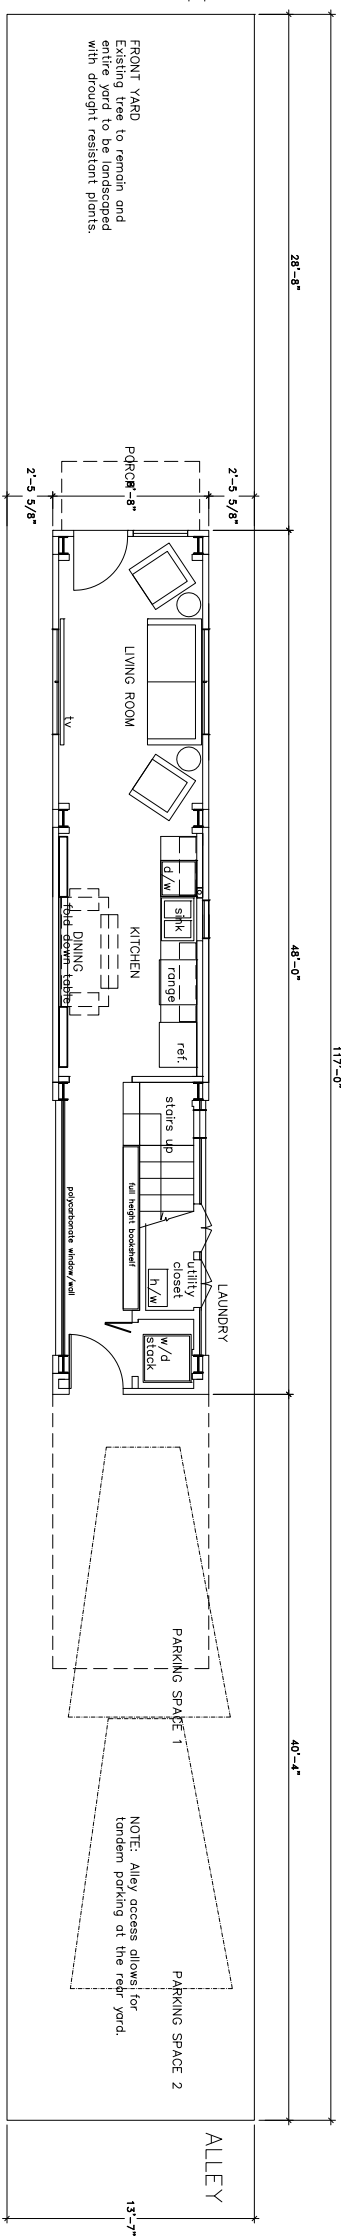 FRONT YARD
Existing tree to remain and
entire yard to be landscaped
with drought resistant plants.
28'-8"
117'-0"
48'-0"
40'-4"
2'-5 5/8"
PORCH
8'-8"
2'-5 5/8"
LIVING ROOM
tv
d/w
sink
range
ref.
KITCHEN
DINING
fold down table
stairs up
full height bookshelf
polycarbonate window/wall
utility
closet
h/w
LAUNDRY
w/d
stack
PARKING SPACE 1
NOTE: Alley access allows for
tandem parking at the rear yard.
PARKING SPACE 2
ALLEY
13'-7"